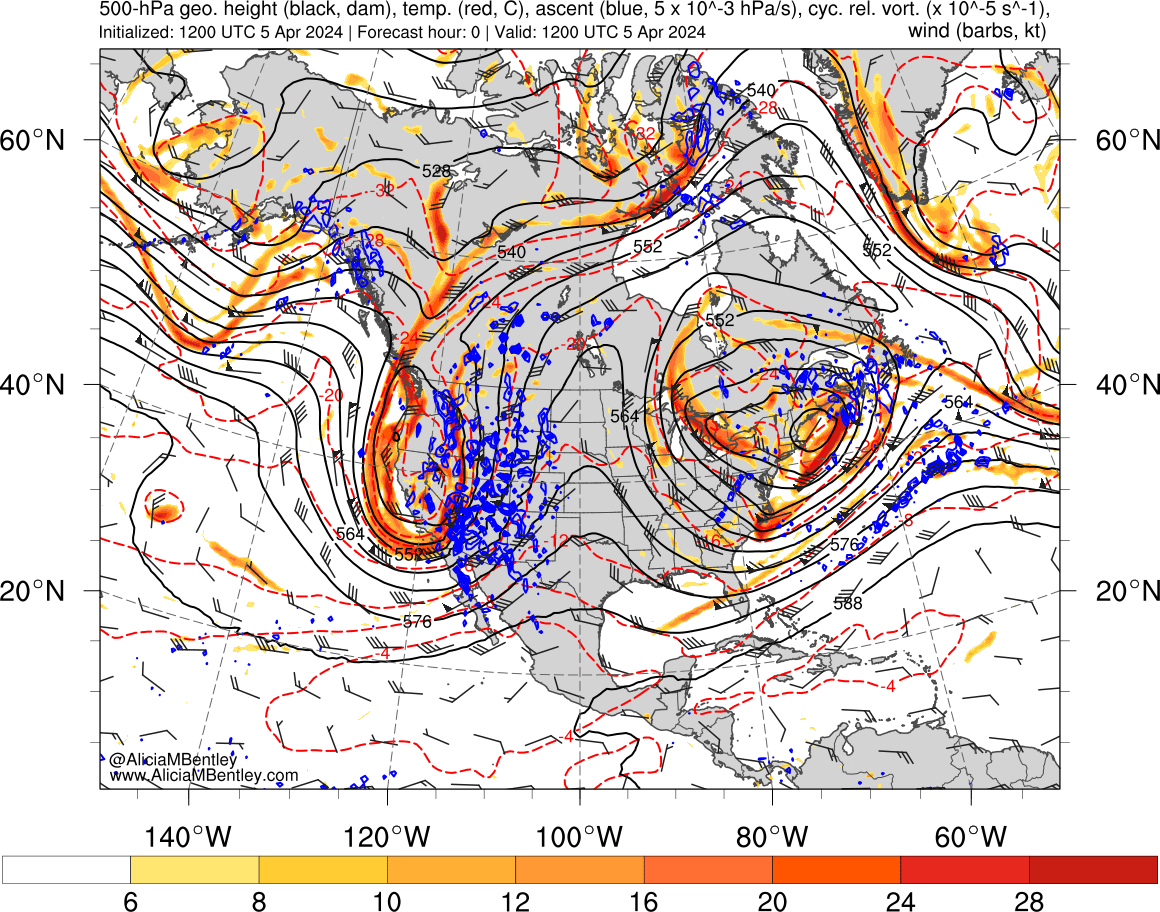 500-hPa geo. height (black, dam), temp. (red, C), ascent (blue, 5 x 10^-3 hPa/s), cyc. rel. vort. (x 10^-5 s^-1),
Initialized: 1200 UTC 5 Apr 2024 | Forecast hour: 0 | Valid: 1200 UTC 5 Apr 2024 wind (barbs, kt)
540
-28
60°N 60°N
-32
528
-30
-24
-28
540 552 552
-4
552
-24
-20
40°N 40°N
-20
-24
564 564
-8
564 -12 -16 576
558
20°N 588 20°N
576
-4
-4
-4
@AliciaMBentley
www.AliciaMBentley.com
140°W 120°W 100°W 80°W 60°W
6 8 10 12 16 20 24 28